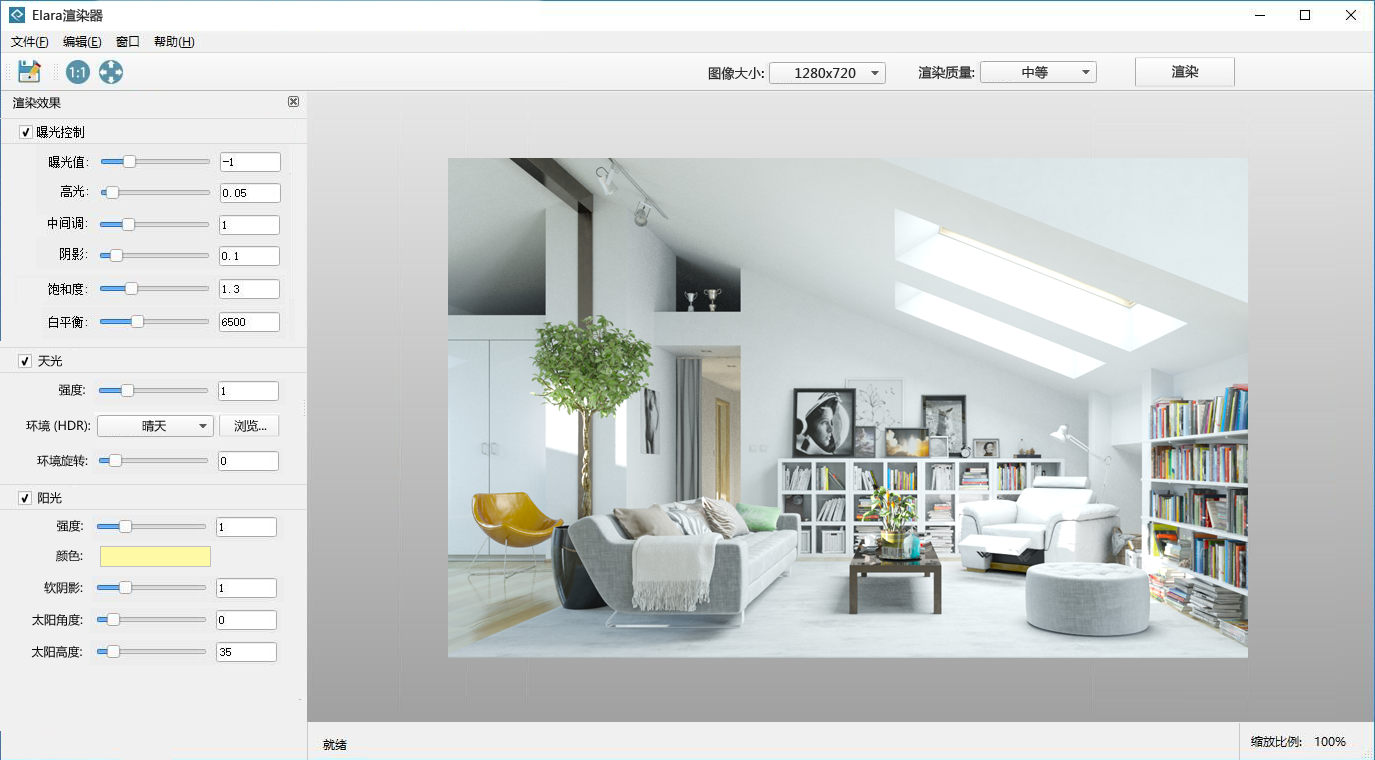 Elara渲染器
文件(F) 编辑(E) 窗口 帮助(H)
1:1 图像大小: 1280x720 渲染质量: 中等 渲染
渲染效果
曝光控制
曝光值: -1
高光: 0.05
中间调: 1
阴影: 0.1
饱和度: 1.3
白平衡: 6500
天光
强度: 1
环境 (HDR): 晴天 浏览...
环境旋转: 0
阳光
强度: 1
颜色:
软阴影: 1
太阳角度: 0
太阳高度: 35
就绪 缩放比例: 100%